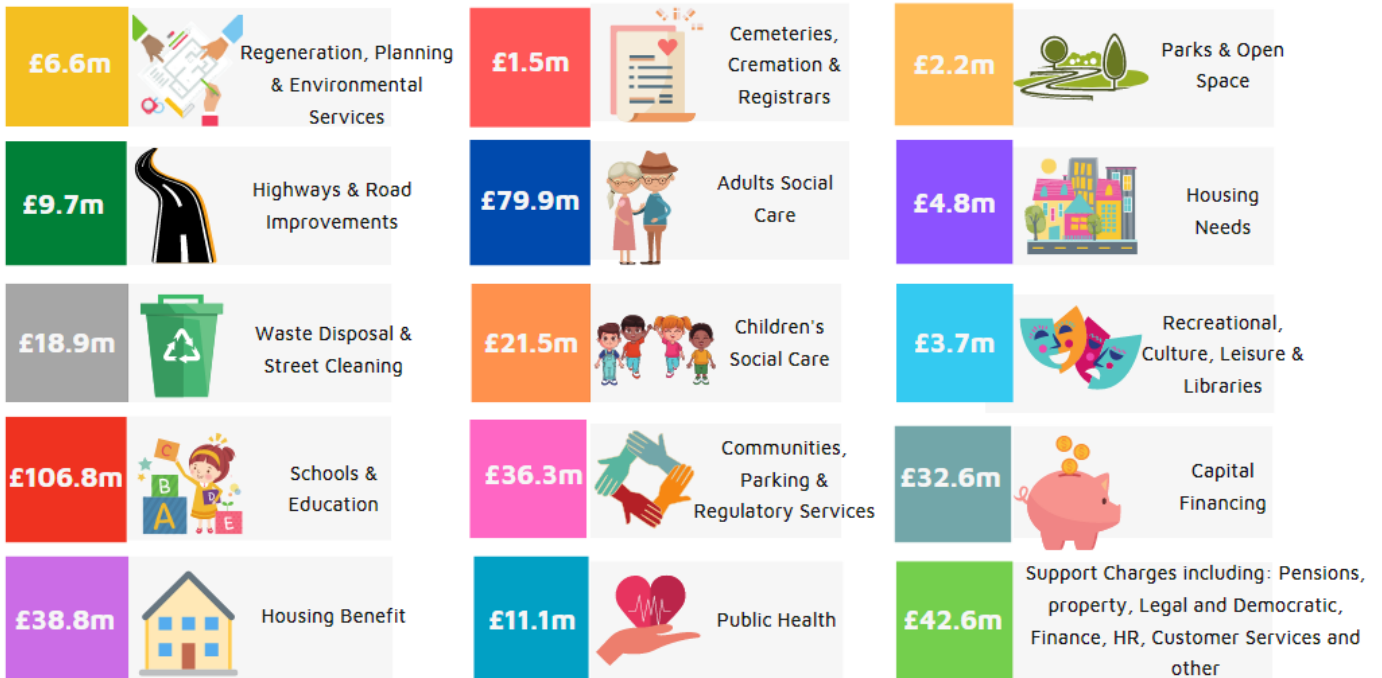 £6.6m
Regeneration, Planning
& Environmental
Services
£1.5m
Cemeteries,
Cremation &
Registrars
£2.2m
Parks & Open
Space
£9.7m
Highways & Road
Improvements
£79.9m
Adults Social
Care
£4.8m
Housing
Needs
£18.9m
Waste Disposal &
Street Cleaning
£21.5m
Children's
Social Care
£3.7m
Recreational,
Culture, Leisure &
Libraries
£106.8m
C
B
A
D
E
Schools &
Education
£36.3m
Communities,
Parking &
Regulatory Services
£32.6m
Capital
Financing
£38.8m
Housing Benefit
£11.1m
Public Health
£42.6m
Support Charges including: Pensions,
property, Legal and Democratic,
Finance, HR, Customer Services and
other